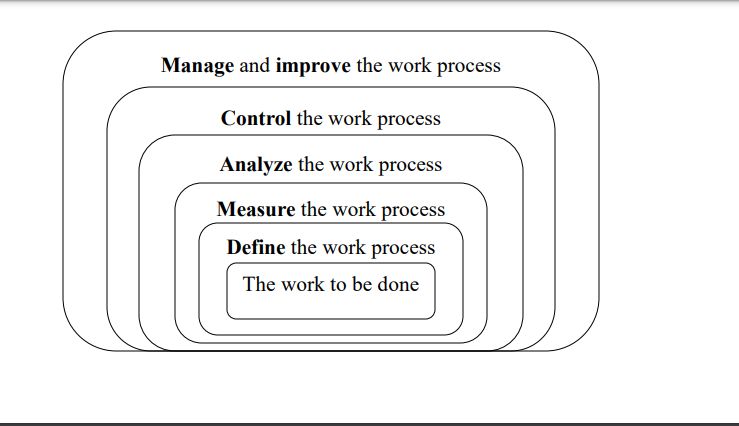 Manage and improve the work process
Control the work process
Analyze the work process
Measure the work process
Define the work process
The work to be done